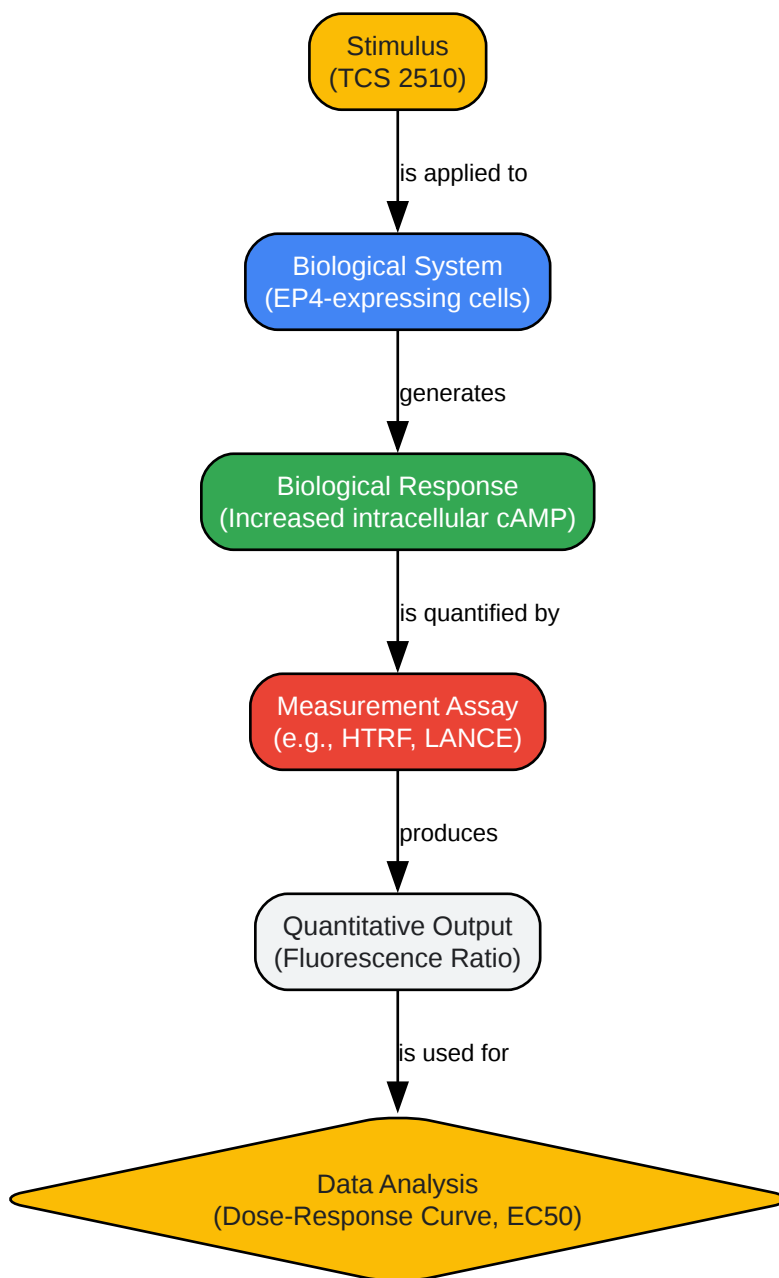 Stimulus
(TCS 2510)
is applied to
Biological System
(EP4-expressing cells)
generates
Biological Response
(Increased intracellular cAMP)
is quantified by
Measurement Assay
(e.g., HTRF, LANCE)
produces
Quantitative Output
(Fluorescence Ratio)
is used for
Data Analysis
(Dose-Response Curve, EC50)